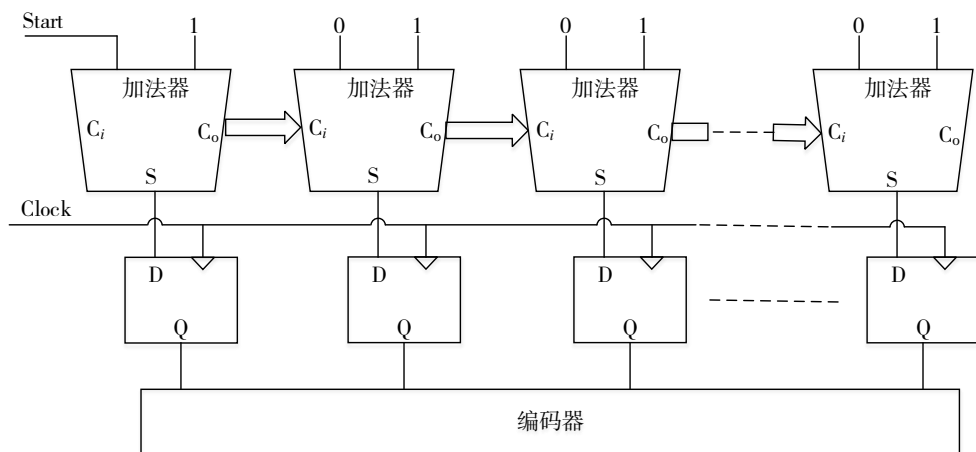 Start 1 0 1 0 1 0 1
加法器 加法器 加法器 加法器
Cᵢ Cₒ Cᵢ Cᵢ Cₒ Cᵢ Cₒ
S S S S
Clock
D D D D
Q Q Q Q
编码器